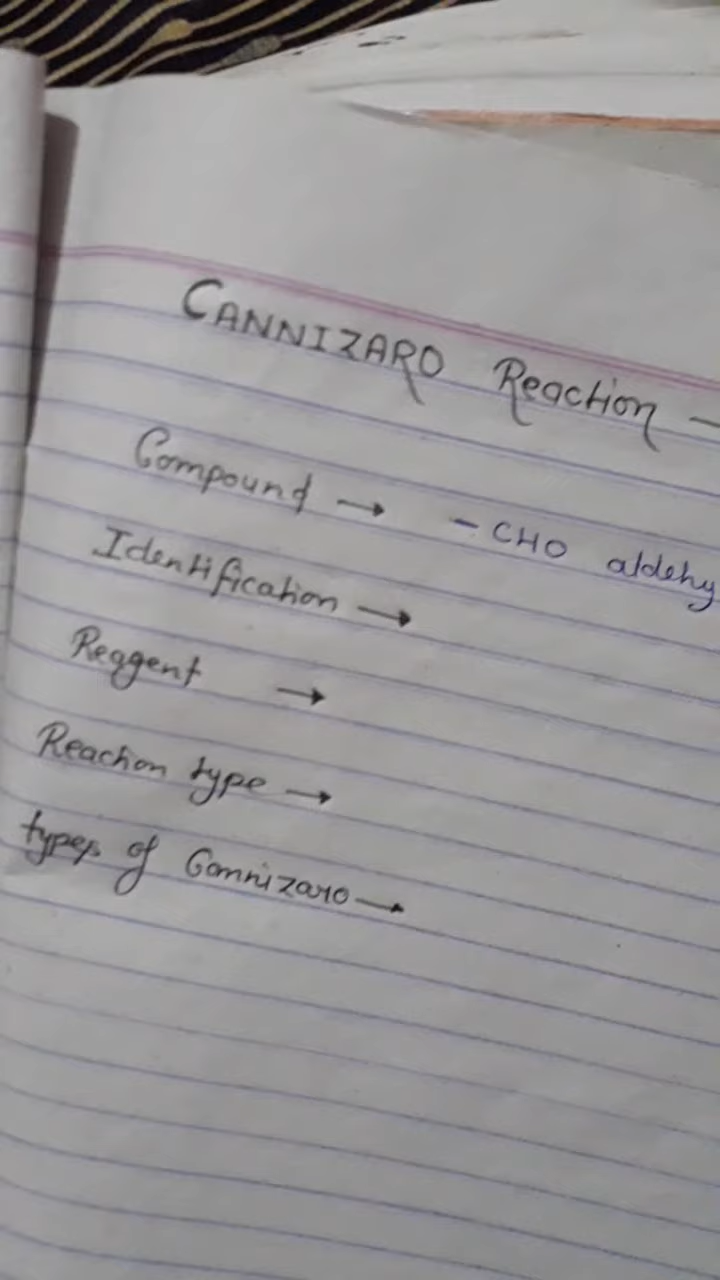 CANNIZARO Reaction -
Compound → - CHO aldehy
Identification →
Reagent →
Reaction type →
types of Cannizaro →